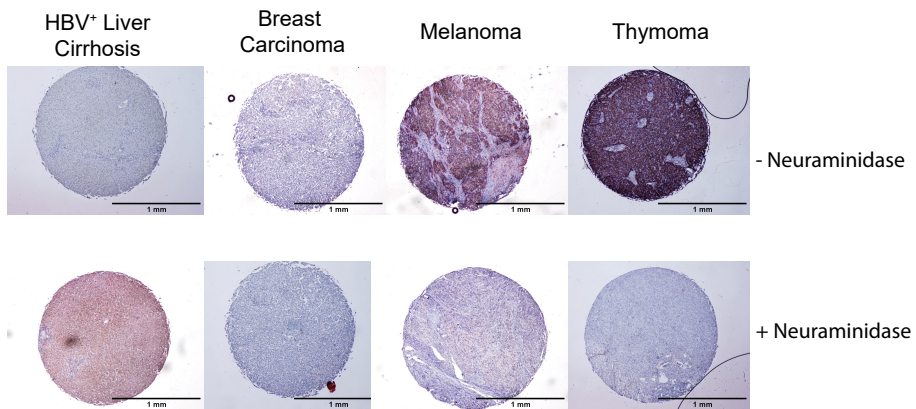 HBV⁺ Liver
Cirrhosis
Breast
Carcinoma
Melanoma
Thymoma
1 mm
1 mm
1 mm
1 mm
- Neuraminidase
1 mm
1 mm
1 mm
1 mm
+ Neuraminidase